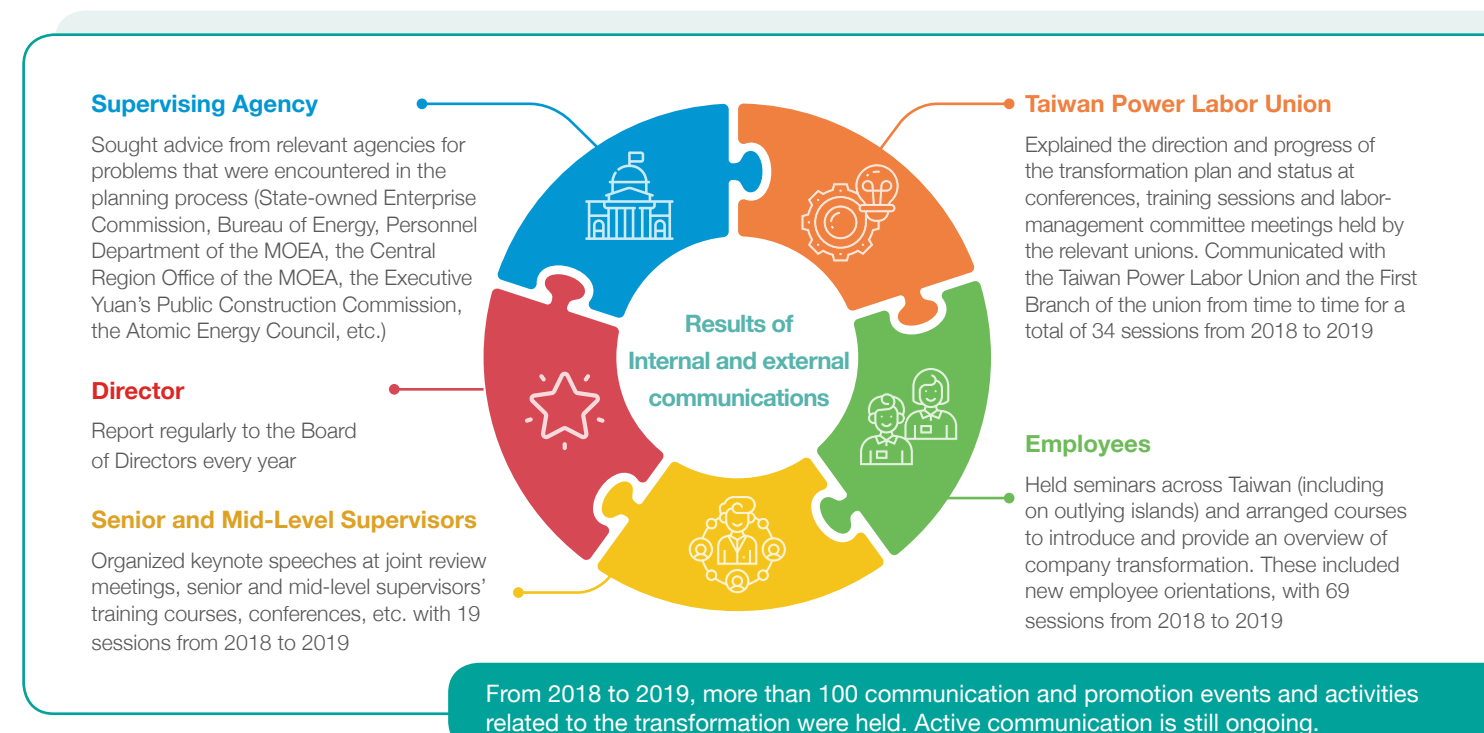 Supervising Agency
Sought advice from relevant agencies for
problems that were encountered in the
planning process (State-owned Enterprise
Commission, Bureau of Energy, Personnel
Department of the MOEA, the Central
Region Office of the MOEA, the Executive
Yuan's Public Construction Commission,
the Atomic Energy Council, etc.)
Director
Report regularly to the Board
of Directors every year
Senior and Mid-Level Supervisors
Organized keynote speeches at joint review
meetings, senior and mid-level supervisors'
training courses, conferences, etc. with 19
sessions from 2018 to 2019
Results of
Internal and external
communications
Taiwan Power Labor Union
Explained the direction and progress of
the transformation plan and status at
conferences, training sessions and labor-
management committee meetings held by
the relevant unions. Communicated with
the Taiwan Power Labor Union and the First
Branch of the union from time to time for a
total of 34 sessions from 2018 to 2019
Employees
Held seminars across Taiwan (including
on outlying islands) and arranged courses
to introduce and provide an overview of
company transformation. These included
new employee orientations, with 69
sessions from 2018 to 2019
From 2018 to 2019, more than 100 communication and promotion events and activities
related to the transformation were held. Active communication is still ongoing.